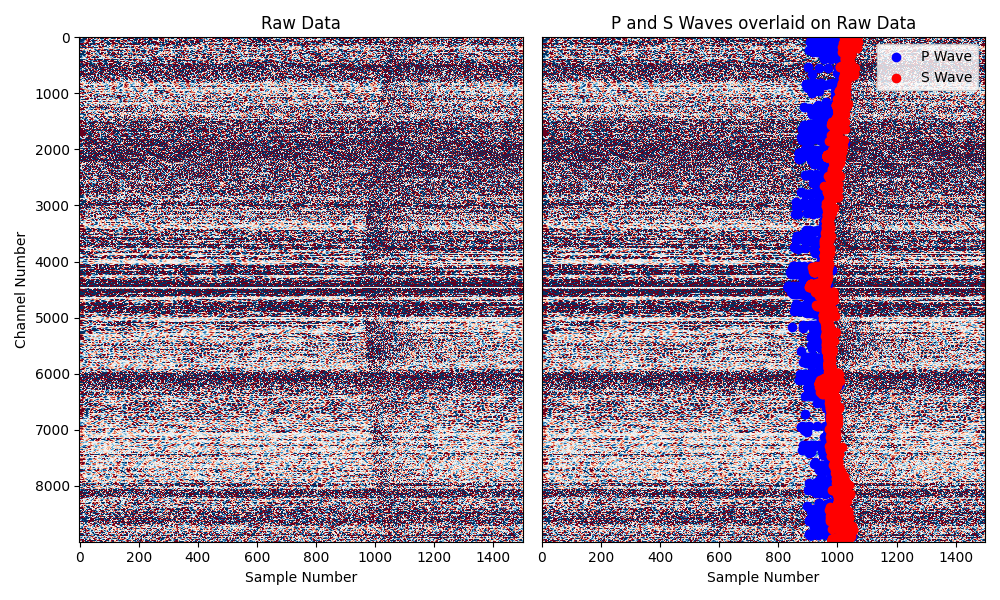 Raw Data
P and S Waves overlaid on Raw Data
P Wave
S Wave
0
1000
2000
3000
4000
5000
6000
7000
8000
Channel Number
0 200 400 600 800 1000 1200 1400
0 200 400 600 800 1000 1200 1400
Sample Number
Sample Number